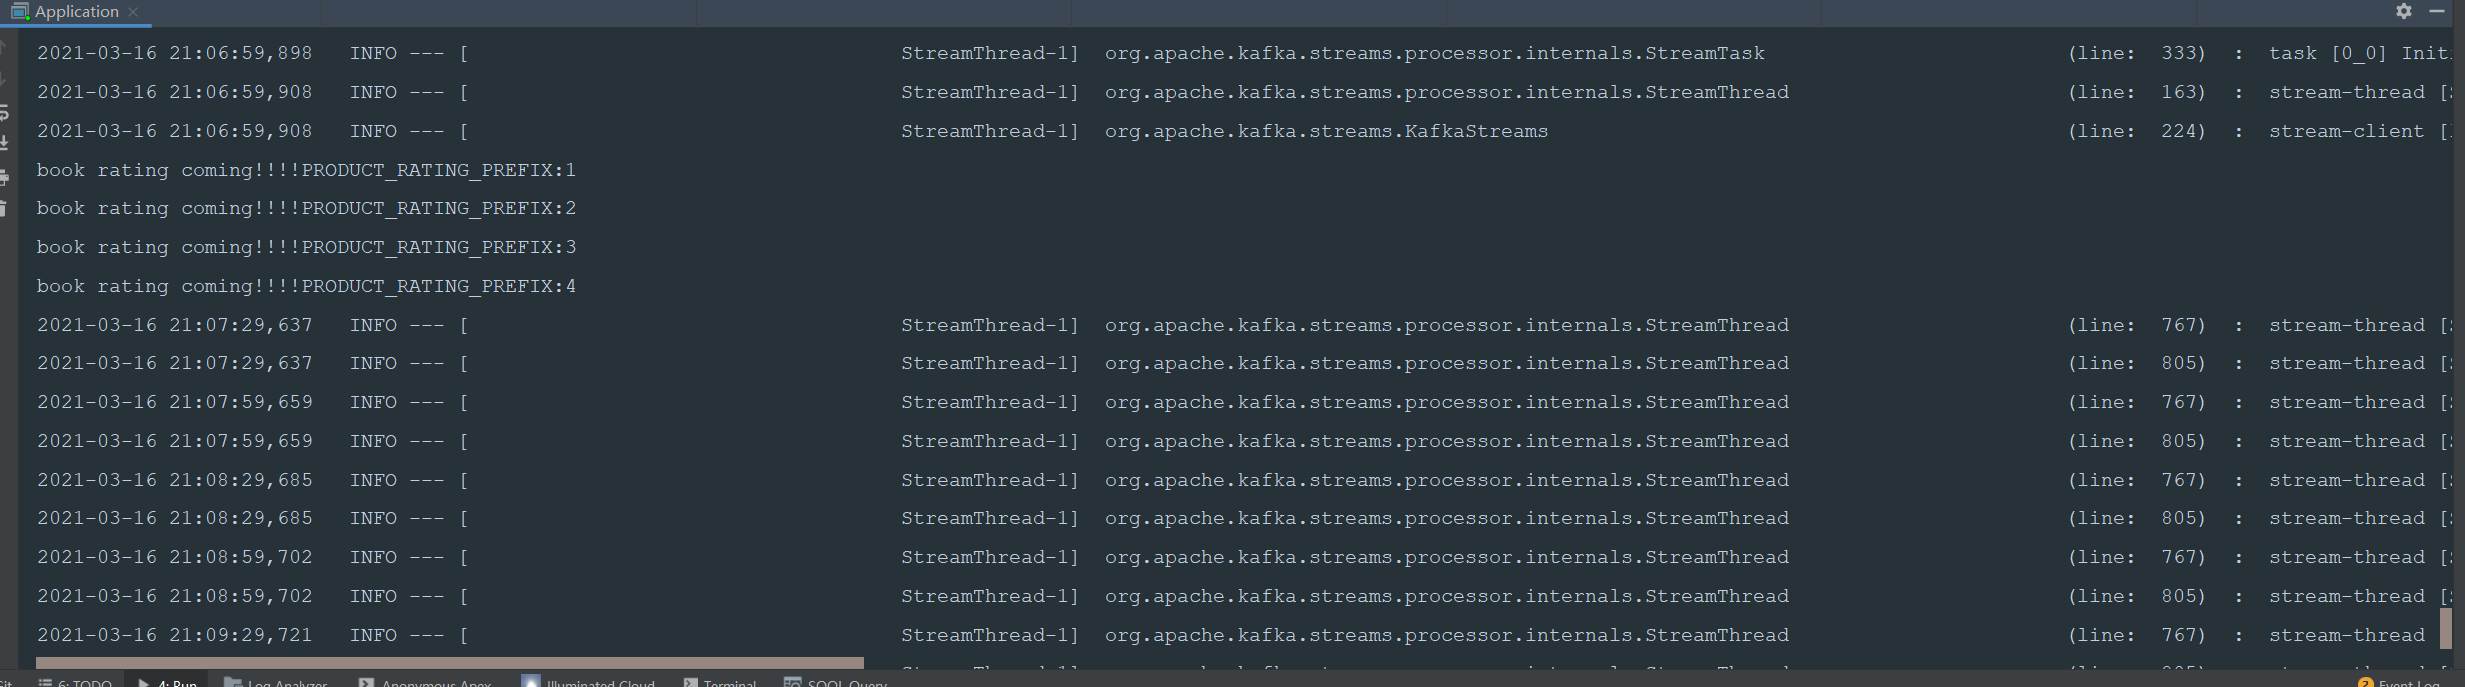 Application
2021-03-16 21:06:59,898 INFO --- [ StreamThread-1] org.apache.kafka.streams.processor.internals.StreamTask (line: 333) : task [0_0] Initi
2021-03-16 21:06:59,908 INFO --- [ StreamThread-1] org.apache.kafka.streams.processor.internals.StreamThread (line: 163) : stream-thread [S
2021-03-16 21:06:59,908 INFO --- [ StreamThread-1] org.apache.kafka.streams.KafkaStreams (line: 224) : stream-client [
book rating coming!!!!PRODUCT_RATING_PREFIX:1
book rating coming!!!!PRODUCT_RATING_PREFIX:2
book rating coming!!!!PRODUCT_RATING_PREFIX:3
book rating coming!!!!PRODUCT_RATING_PREFIX:4
2021-03-16 21:07:29,637 INFO --- [ StreamThread-1] org.apache.kafka.streams.processor.internals.StreamThread (line: 767) : stream-thread [S
2021-03-16 21:07:29,637 INFO --- [ StreamThread-1] org.apache.kafka.streams.processor.internals.StreamThread (line: 805) : stream-thread [S
2021-03-16 21:07:59,659 INFO --- [ StreamThread-1] org.apache.kafka.streams.processor.internals.StreamThread (line: 767) : stream-thread [S
2021-03-16 21:07:59,659 INFO --- [ StreamThread-1] org.apache.kafka.streams.processor.internals.StreamThread (line: 805) : stream-thread [S
2021-03-16 21:08:29,685 INFO --- [ StreamThread-1] org.apache.kafka.streams.processor.internals.StreamThread (line: 767) : stream-thread [S
2021-03-16 21:08:29,685 INFO --- [ StreamThread-1] org.apache.kafka.streams.processor.internals.StreamThread (line: 805) : stream-thread [S
2021-03-16 21:08:59,702 INFO --- [ StreamThread-1] org.apache.kafka.streams.processor.internals.StreamThread (line: 767) : stream-thread [S
2021-03-16 21:08:59,702 INFO --- [ StreamThread-1] org.apache.kafka.streams.processor.internals.StreamThread (line: 805) : stream-thread [S
2021-03-16 21:09:29,721 INFO --- [ StreamThread-1] org.apache.kafka.streams.processor.internals.StreamThread (line: 767) : stream-thread
Git 6: TODO 4: Run Log Analyzer Anonymous Apex Illuminated Cloud Terminal SOQL Query 2 Event Log